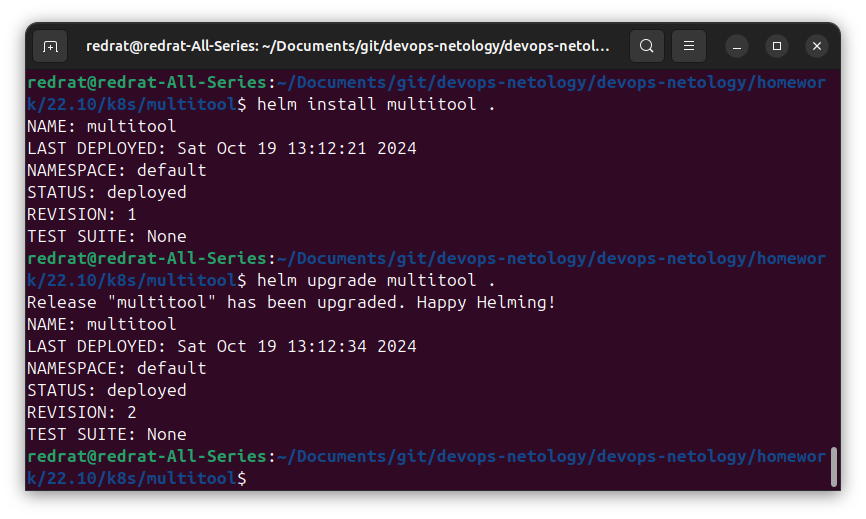 redrat@redrat-All-Series: ~/Documents/git/devops-netology/devops-netol...
redrat@redrat-All-Series:~/Documents/git/devops-netology/devops-netology/homewor
k/22.10/k8s/multitool$ helm install multitool .
NAME: multitool
LAST DEPLOYED: Sat Oct 19 13:12:21 2024
NAMESPACE: default
STATUS: deployed
REVISION: 1
TEST SUITE: None
redrat@redrat-All-Series:~/Documents/git/devops-netology/devops-netology/homewor
k/22.10/k8s/multitool$ helm upgrade multitool .
Release "multitool" has been upgraded. Happy Helming!
NAME: multitool
LAST DEPLOYED: Sat Oct 19 13:12:34 2024
NAMESPACE: default
STATUS: deployed
REVISION: 2
TEST SUITE: None
redrat@redrat-All-Series:~/Documents/git/devops-netology/devops-netology/homewor
k/22.10/k8s/multitool$